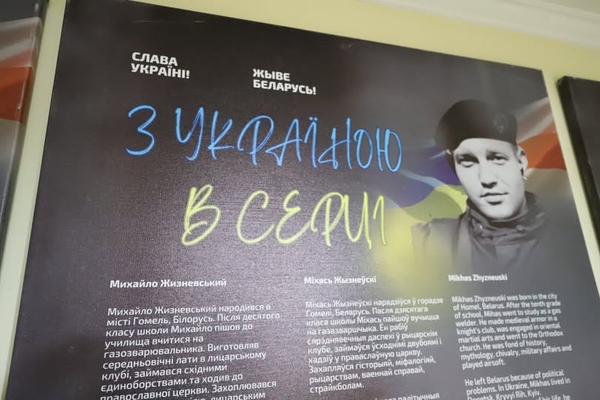 СЛАВА
УКРАЇНІ!
ЖЫВЕ
БЕЛАРУСЬ!
З УКРАЇНОЮ
В СЕРЦІ
Михайло Жизневський
Михайло Жизневський народився в
місті Гомель, Білорусь. Після десятого
класу школи Михайло пішов до
училища вчитися на
газозварювальника. Виготовляв
середньовічні лати в лицарському
клубі, займався східними
єдиноборствами та ходив до
православної церкви. Захоплювався
лицарським
Міхась Жызнеўскі
Міхась Жызнеўскі нарадзіўся ў горадзе
Гомелі, Беларусь. Пасля дзясятага
класа школы Міхась пайшоў вучыцца
на газазваршчыка. Ён рабіў
сярэдневячныя даспехі ў рыцарскім
клубе, займаўся ўсходнімі двубоямі і
хадзіў у праваслаўную царкву.
Захапляўся гісторыяй, міфалогіяй,
рыцарствам, ваеннай справай,
страйкболам.
палітычных
Mikhas Zhyzneuski
Mikhas Zhyzneuski was born in the city
of Homel, Belarus. After the tenth
grade of school, Mihas went to study as a gas
welder. He made medieval armor in a
knight's club, was engaged in oriental
martial arts and went to the Orthodox
church. He was fond of history,
mythology, chivalry, military affairs and
played airsoft.
He left Belarus because of political
problems. In Ukraine, Mikhas lived in
Donetsk, Kryvyi Rih, Kyiv.